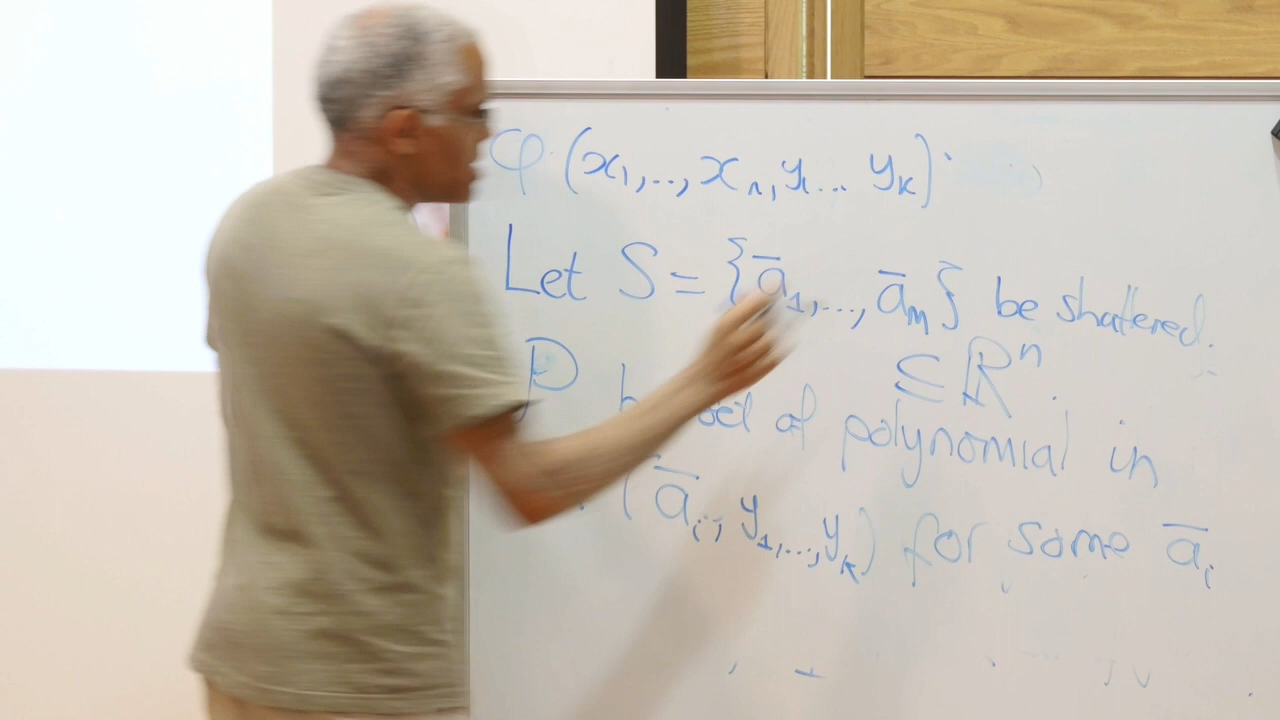 φ(x₁,..,xₙ,y₁... yₖ)
Let S = {ā₁,..., āₘ} be shattered.
⊆ ℝⁿ.
P set of polynomial in
(āᵢ, y₁,...,yₖ) for some āᵢ